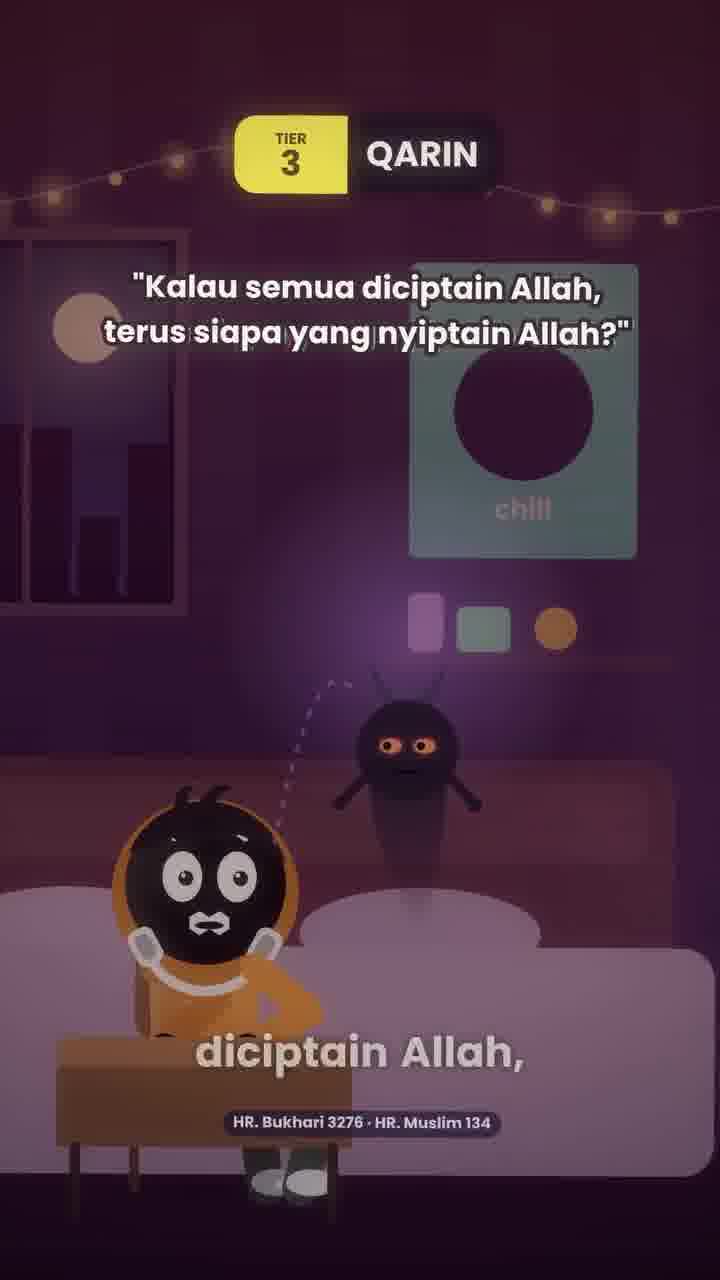 TIER
3
QARIN
"Kalau semua diciptain Allah,
terus siapa yang nyiptain Allah?"
chill
diciptain Allah,
HR. Bukhari 3276 · HR. Muslim 134